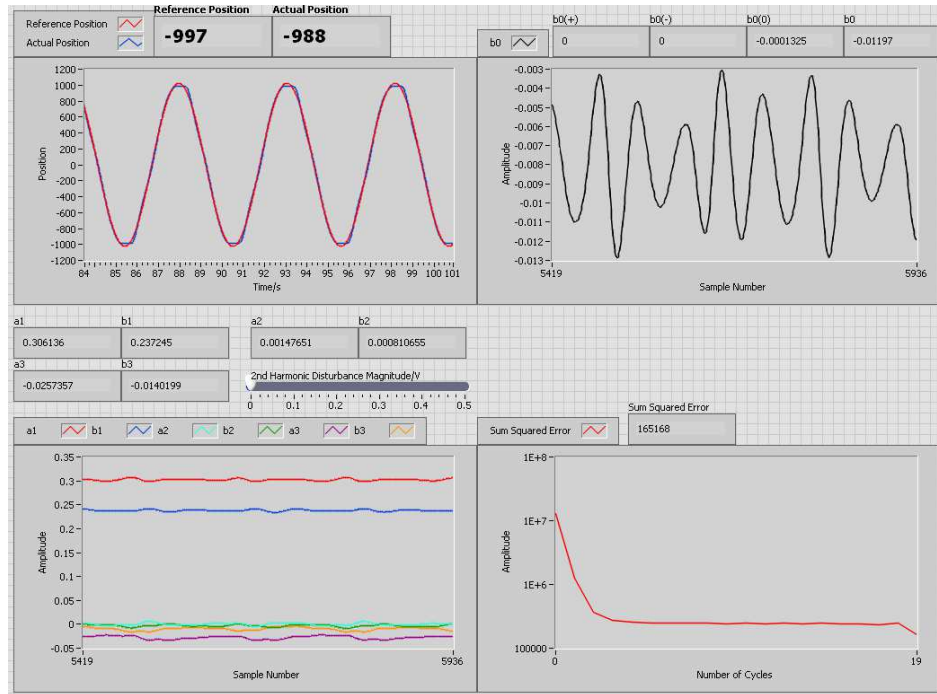 Reference Position
Actual Position
Reference Position
-997
Actual Position
-988
Position
1200
1000
800
600
400
200
0
-200
-400
-600
-800
-1000
-1200
84 85 86 87 88 89 90 91 92 93 94 95 96 97 98 99 100 101
Time/s
b0
b0(+)
0
b0(-)
0
b0(0)
-0.0001325
b0
-0.01197
Amplitude
-0.003
-0.004
-0.005
-0.006
-0.007
-0.008
-0.009
-0.01
-0.011
-0.012
-0.013
5419 5936
Sample Number
a1
0.306136
b1
0.237245
a2
0.00147651
b2
0.000810655
a3
-0.0257357
b3
-0.0140199
2nd Harmonic Disturbance Magnitude/V
0 0.1 0.2 0.3 0.4 0.5
a1 b1 a2 b2 a3 b3
Amplitude
0.35
0.3
0.25
0.2
0.15
0.1
0.05
0
-0.05
5419 5936
Sample Number
Sum Squared Error
Sum Squared Error
165168
Amplitude
1E+8
1E+7
1E+6
100000
0 19
Number of Cycles